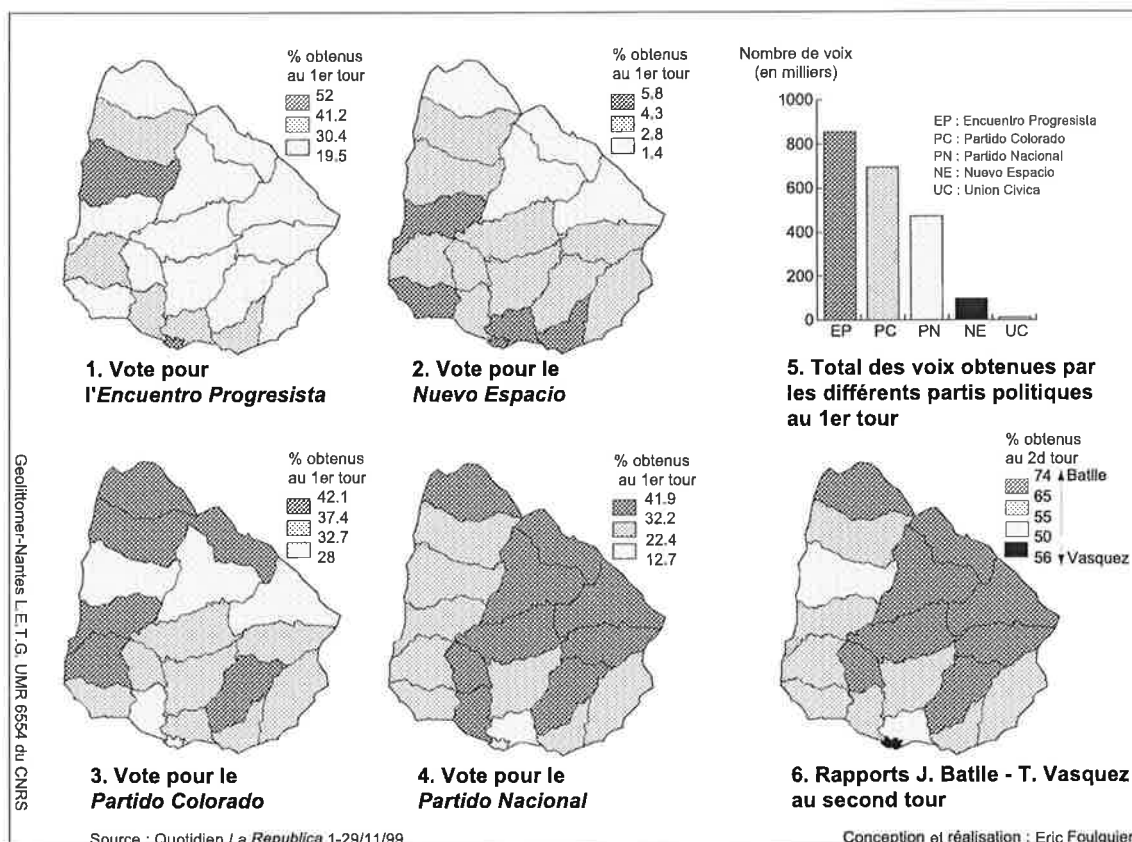 % obtenus
au 1er tour
52
41.2
30.4
19.5
1. Vote pour
l'Encuentro Progresista
% obtenus
au 1er tour
5.8
4.3
2.8
1.4
2. Vote pour le
Nuevo Espacio
Nombre de voix
(en milliers)
1000
800
600
400
200
0
EP PC PN NE UC
EP : Encuentro Progresista
PC : Partido Colorado
PN : Partido Nacional
NE : Nuevo Espacio
UC : Union Civica
5. Total des voix obtenues par
les différents partis politiques
au 1er tour
% obtenus
au 1er tour
42.1
37.4
32.7
28
3. Vote pour le
Partido Colorado
% obtenus
au 1er tour
41.9
32.2
22.4
12.7
4. Vote pour le
Partido Nacional
% obtenus
au 2d tour
74 Batlle
65
55
50
56 Vasquez
6. Rapports J. Batlle - T. Vasquez
au second tour
Geolittomer-Nantes L.E.T.G. UMR 6554 du CNRS
Source : Quotidien La Republica 1-29/11/99
Conception et réalisation : Eric Foulquier